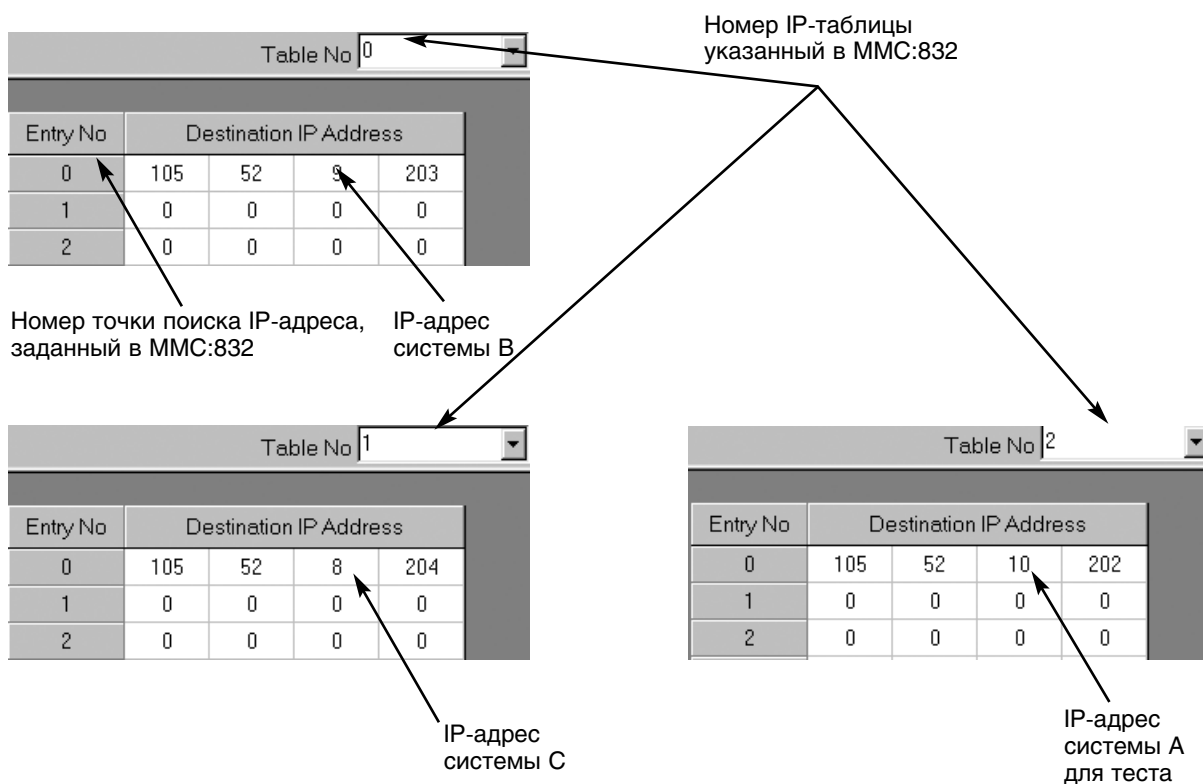 Номер IP-таблицы
указанный в MMC:832
Table No 0
Entry No Destination IP Address
0 105 52 9 203
1 0 0 0 0
2 0 0 0 0
Номер точки поиска IP-адреса,
заданный в MMC:832
IP-адрес
системы B
Table No 1
Entry No Destination IP Address
0 105 52 8 204
1 0 0 0 0
2 0 0 0 0
IP-адрес
системы C
Table No 2
Entry No Destination IP Address
0 105 52 10 202
1 0 0 0 0
2 0 0 0 0
IP-адрес
системы A
для теста